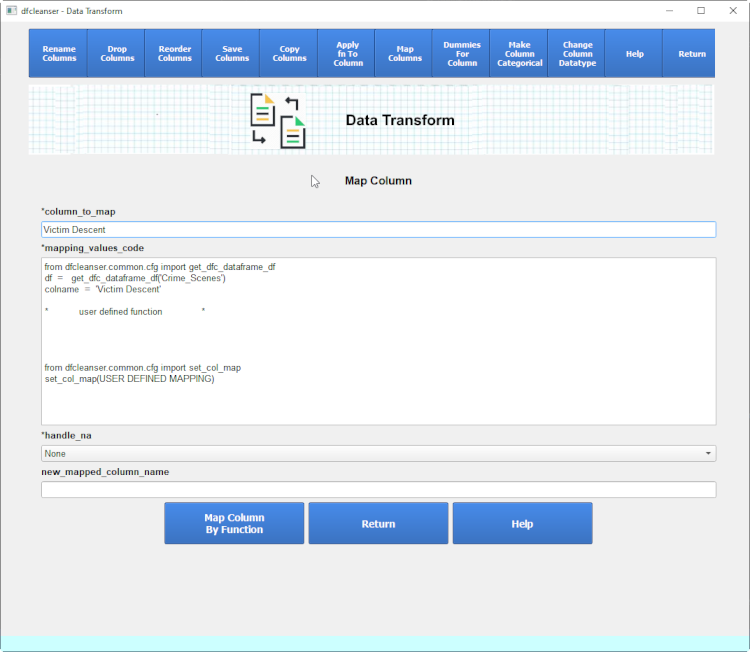 dfcleanser - Data Transform
Rename Columns
Drop Columns
Reorder Columns
Save Columns
Copy Columns
Apply fn To Column
Map Columns
Dummies For Column
Make Column Categorical
Change Column Datatype
Help
Return
Data Transform
Map Column
*column_to_map
Victim Descent
*mapping_values_code
from dfcleanser.common.cfg import get_dfc_dataframe_df
df = get_dfc_dataframe_df('Crime_Scenes')
colname = 'Victim Descent'
* user defined function *
from dfcleanser.common.cfg import set_col_map
set_col_map(USER DEFINED MAPPING)
*handle_na
None
new_mapped_column_name
Map Column
By Function
Return
Help